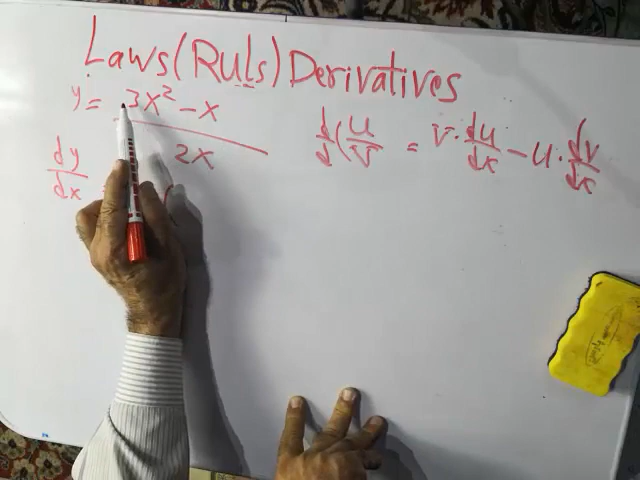 Laws(Ruls) Derivatives
y = 3x² - x / 2x
dy/dx
d/d (u/v = v · du/dx - u · dv/dx